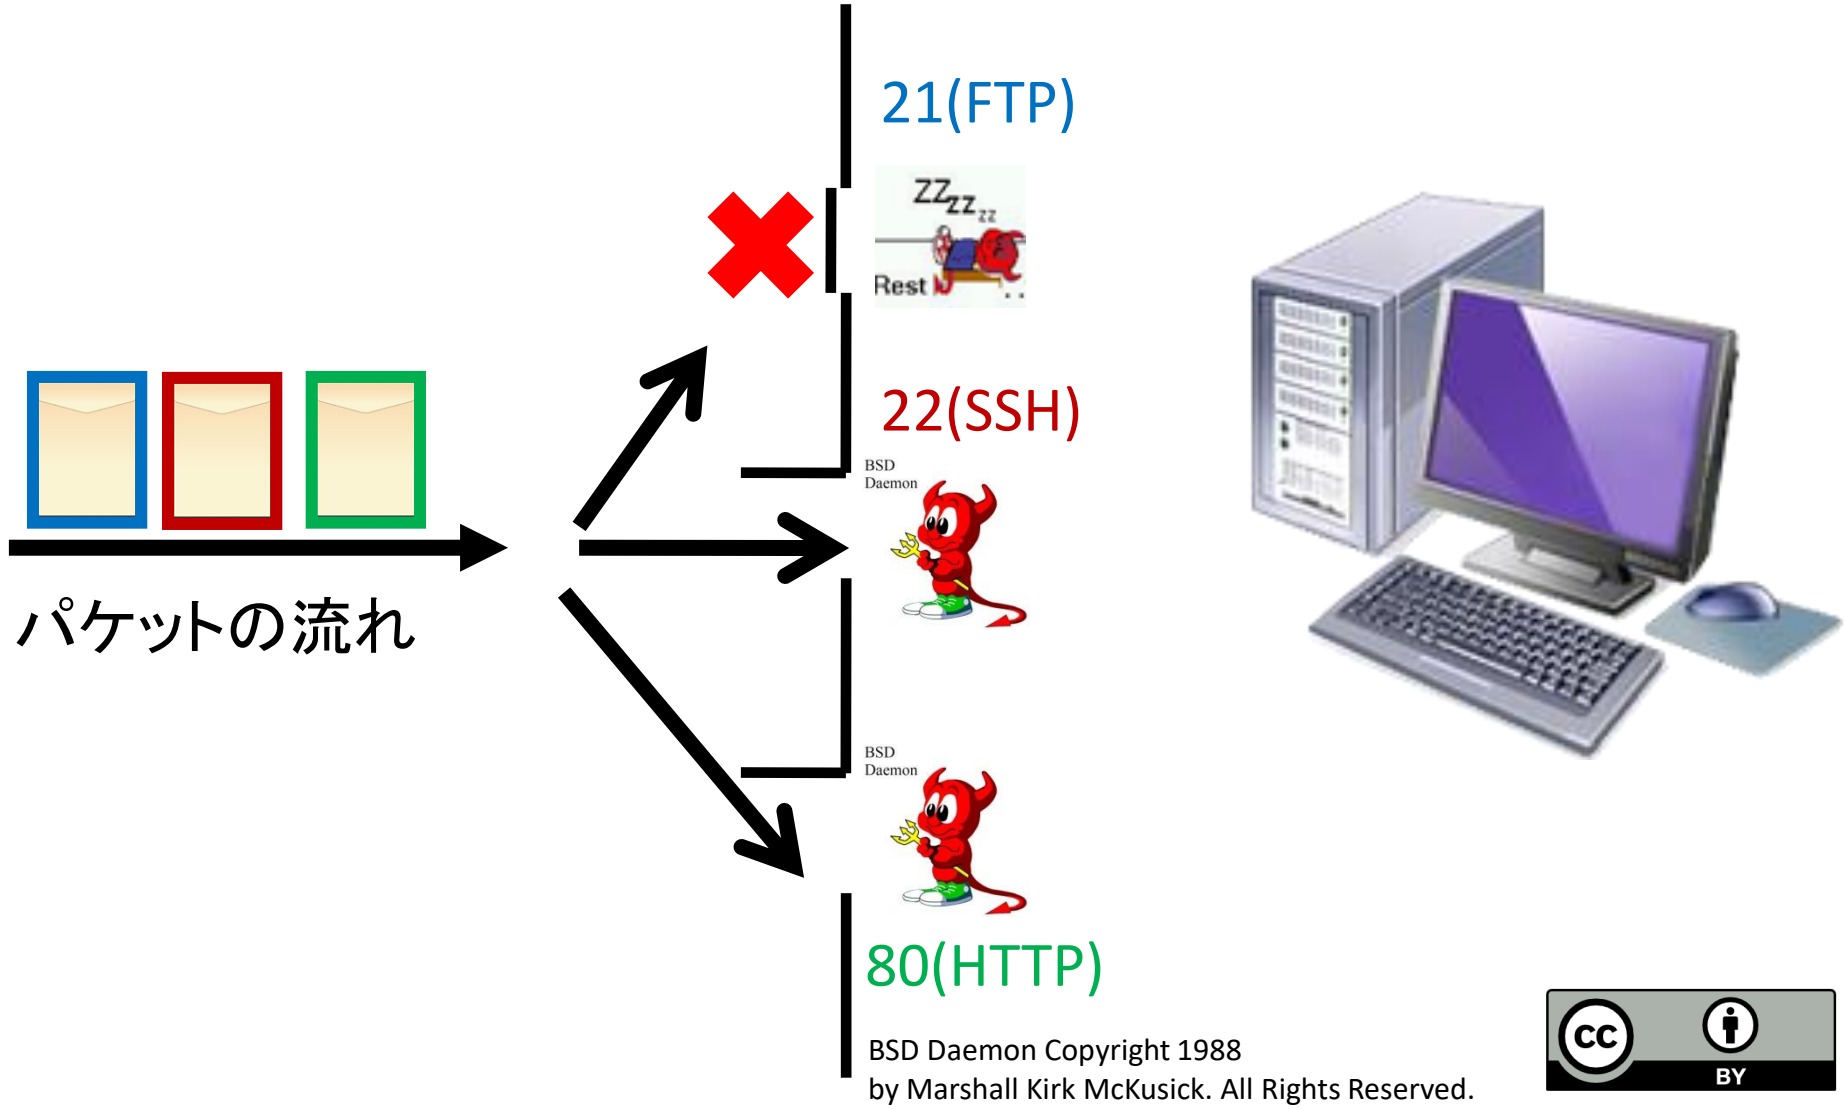 21(FTP)
ZZzzzz
Rest
22(SSH)
BSD
Daemon
パケットの流れ
BSD
Daemon
80(HTTP)
BSD Daemon Copyright 1988
by Marshall Kirk McKusick. All Rights Reserved.
cc
BY